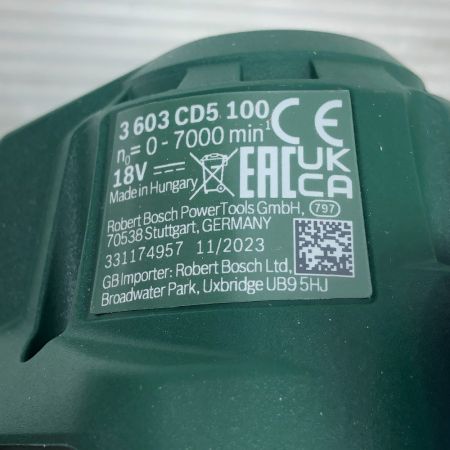 3 603 CD5 100
n₀= 0 - 7000 min⁻¹
18V
Made in Hungary
CE
EAC
UK
CA
Robert Bosch PowerTools GmbH,
797
70538 Stuttgart, GERMANY
331174957 11/2023
GB Importer: Robert Bosch Ltd,
Broadwater Park, Uxbridge UB9 5HJ